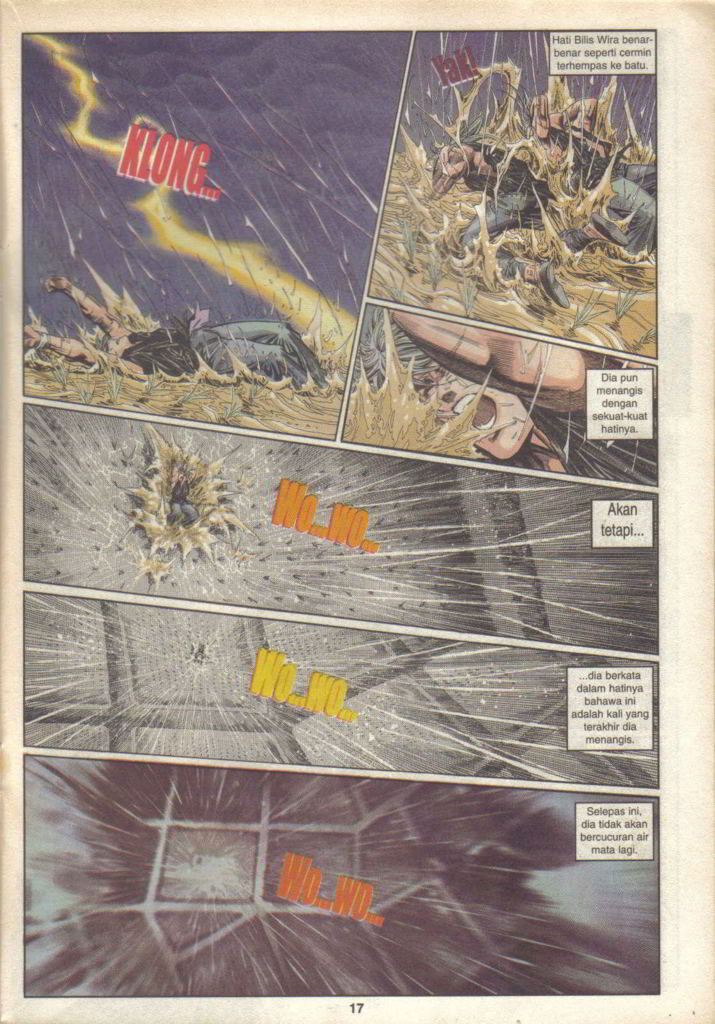 KLONG...
Yak!
Hati Bilis Wira benar-
benar seperti cermin
terhempas ke batu.
Dia pun
menangis
dengan
sekuat-kuat
hatinya.
Wo...wo...
Akan
tetapi...
Wo...wo...
...dia berkata
dalam hatinya
bahawa ini
adalah kali yang
terakhir dia
menangis.
Selepas ini,
dia tidak akan
bercucuran air
mata lagi.
Wo...wo...
17